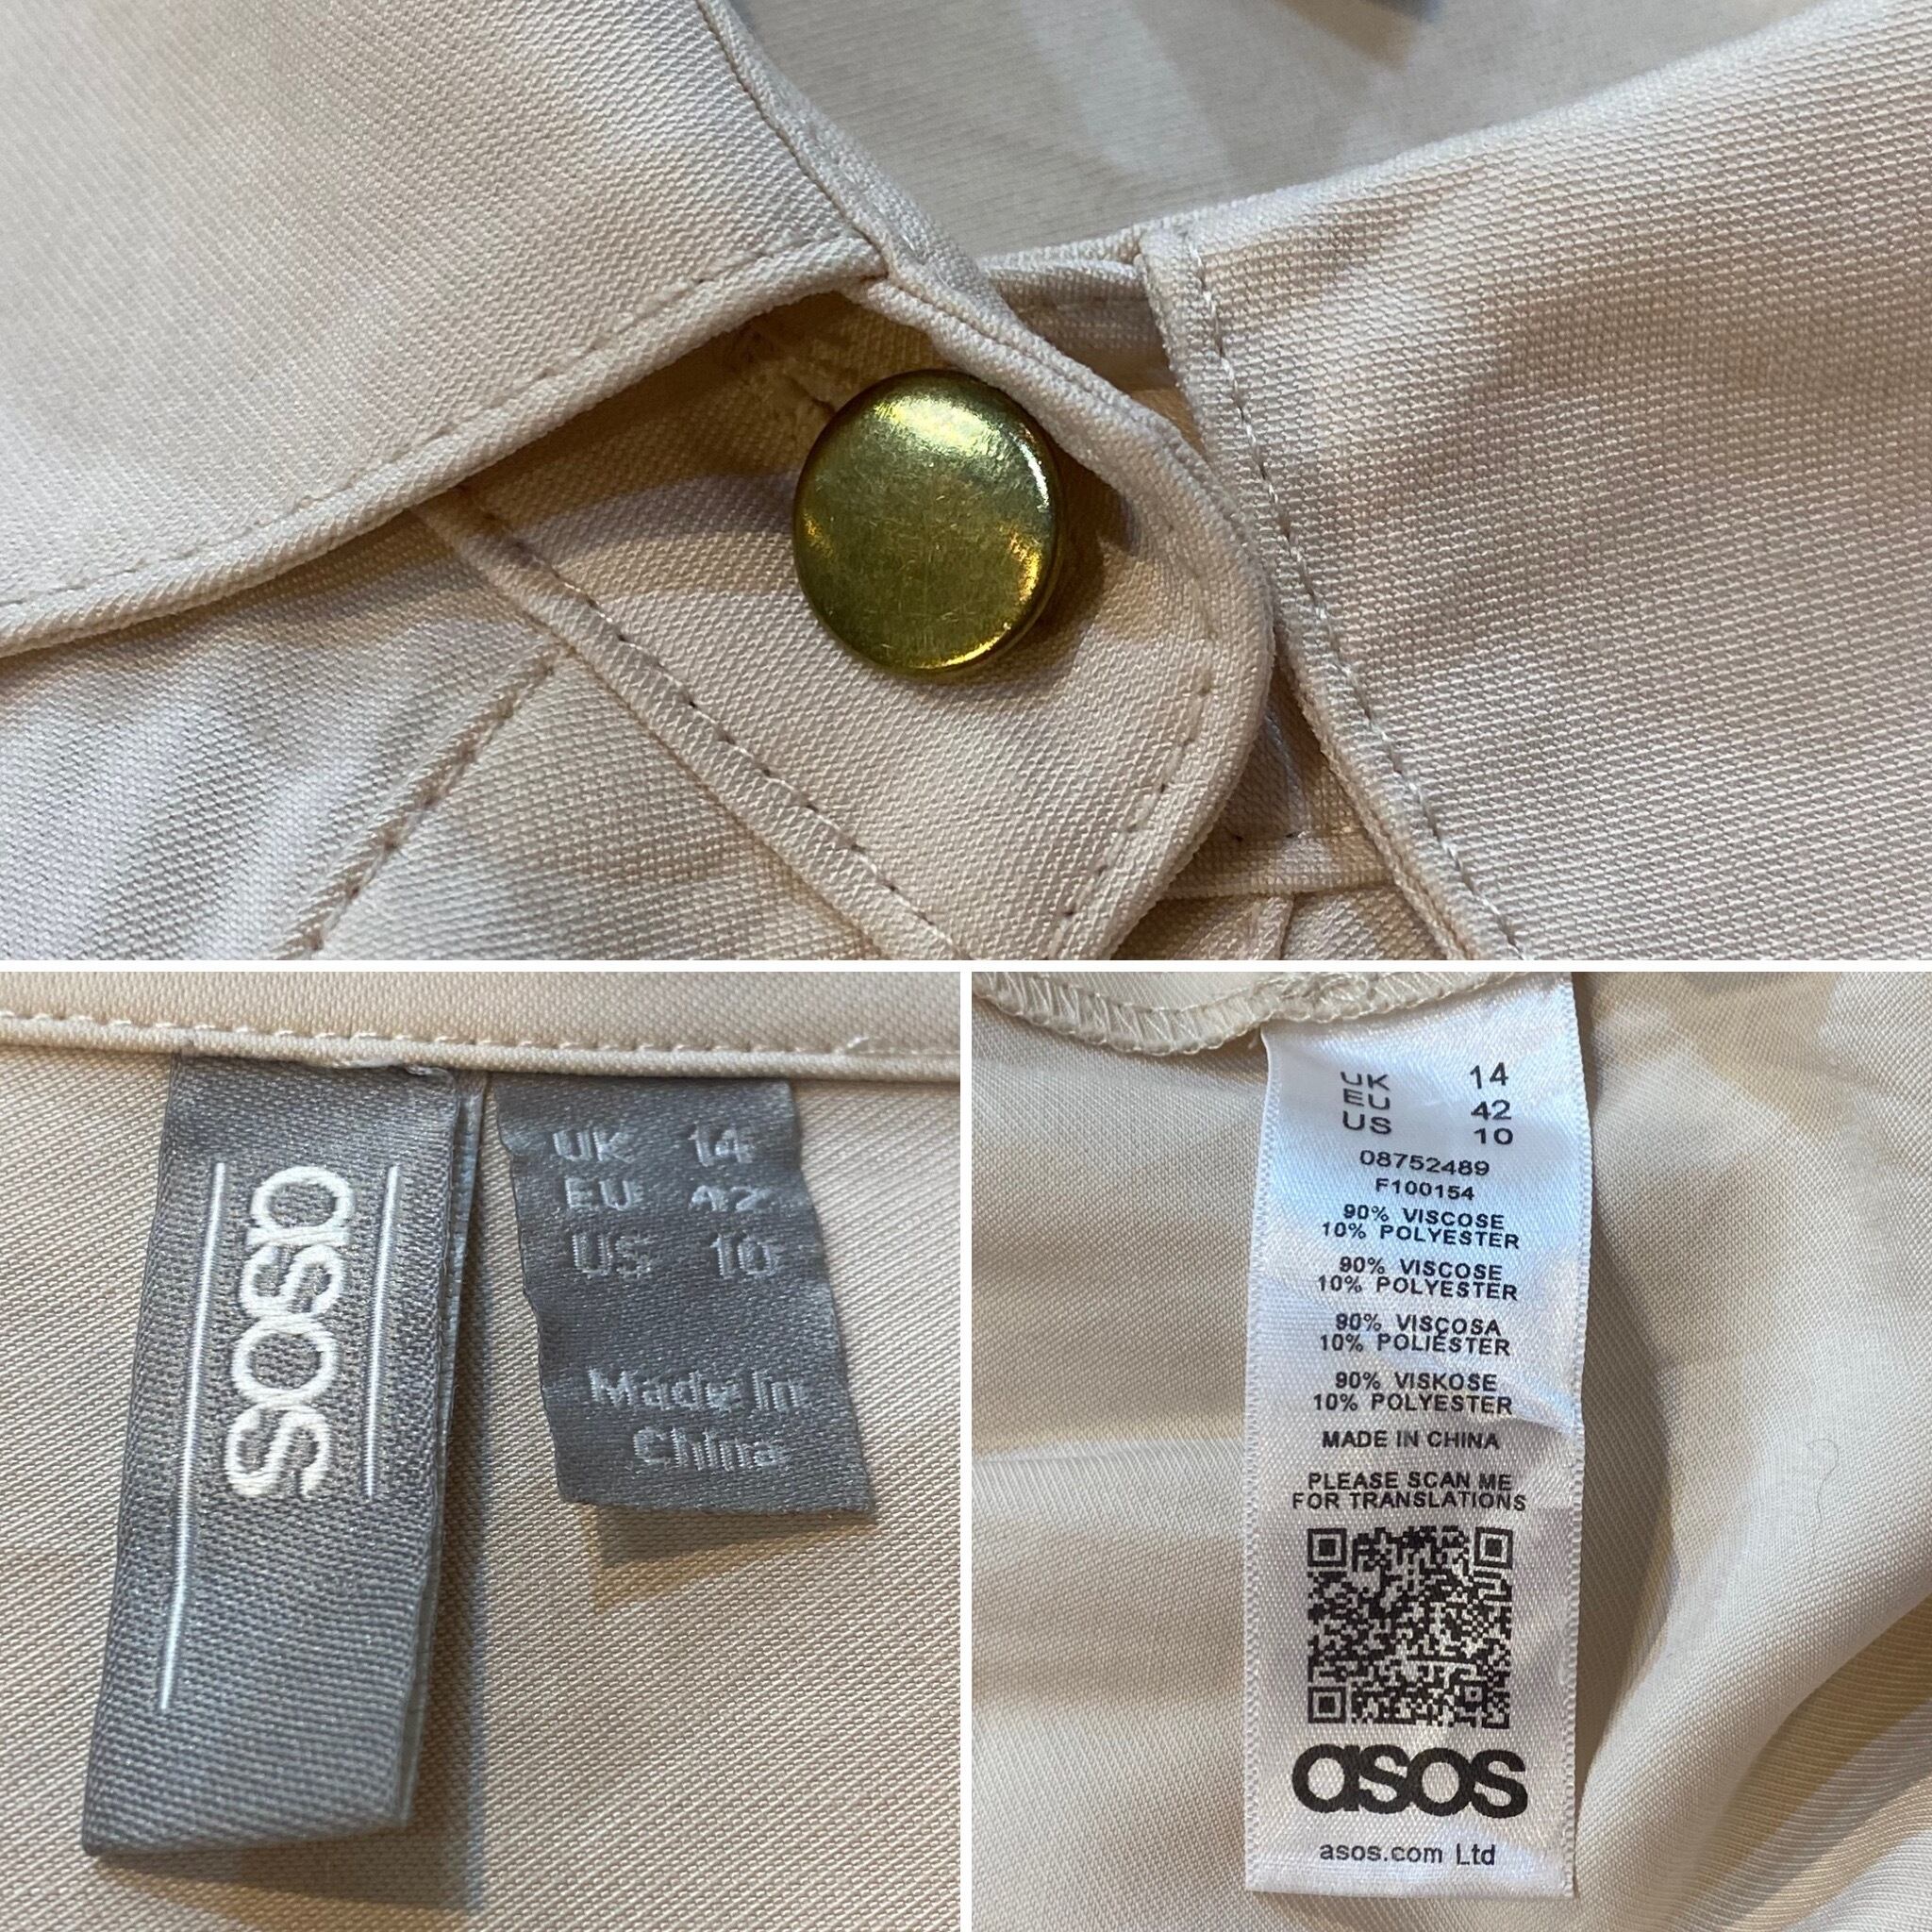 asos
UK 14
EU 42
US 10
Made in
China
UK 14
EU 42
US 10
08752489
F100154
90% VISCOSE
10% POLYESTER
90% VISCOSE
10% POLYESTER
90% VISCOSA
10% POLIÉSTER
90% VISKOSE
10% POLYESTER
MADE IN CHINA
PLEASE SCAN ME
FOR TRANSLATIONS
asos
asos.com Ltd